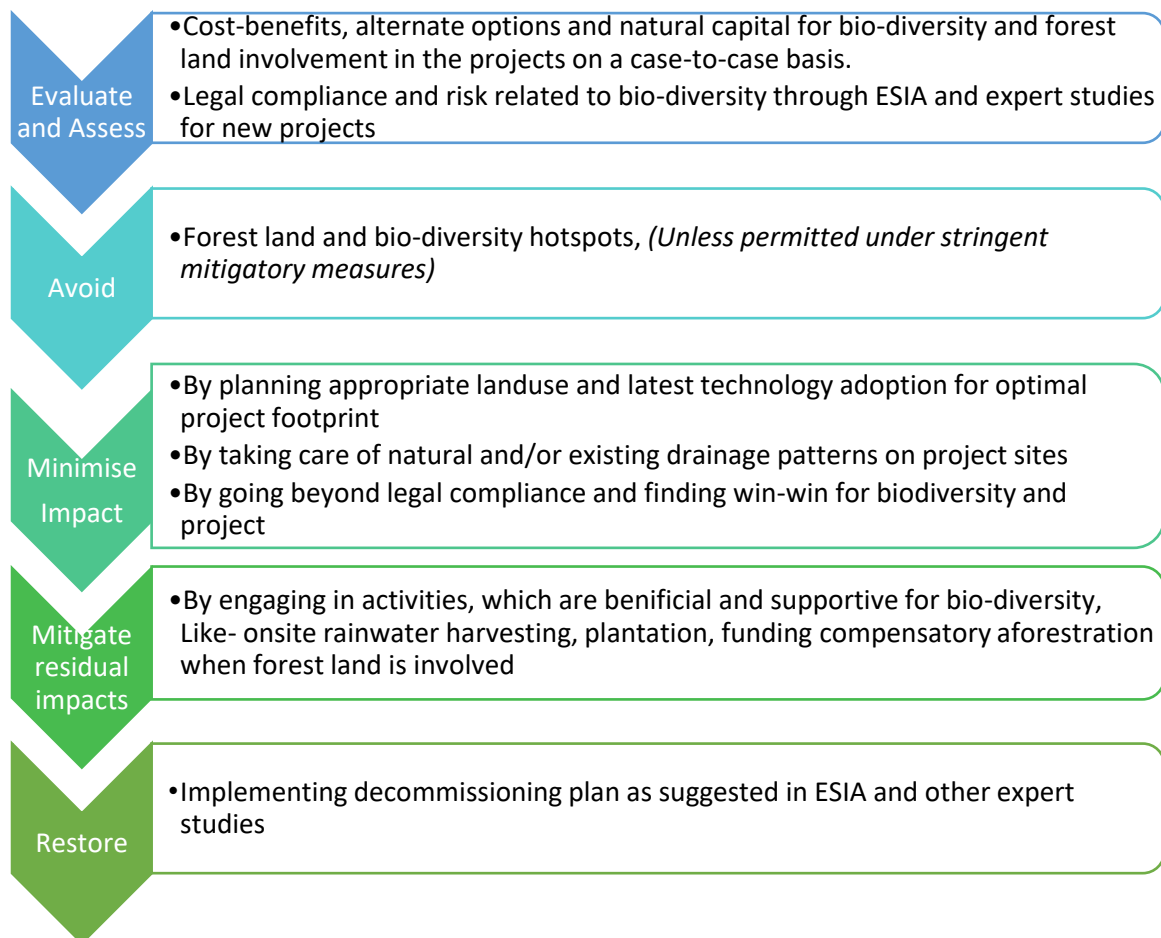 Evaluate
and Assess
•Cost-benefits, alternate options and natural capital for bio-diversity and forest
land involvement in the projects on a case-to-case basis.
•Legal compliance and risk related to bio-diversity through ESIA and expert studies
for new projects
Avoid
•Forest land and bio-diversity hotspots, (Unless permitted under stringent
mitigatory measures)
Minimise
Impact
•By planning appropriate landuse and latest technology adoption for optimal
project footprint
•By taking care of natural and/or existing drainage patterns on project sites
•By going beyond legal compliance and finding win-win for biodiversity and
project
Mitigate
residual
impacts
•By engaging in activities, which are benificial and supportive for bio-diversity,
Like- onsite rainwater harvesting, plantation, funding compensatory aforestration
when forest land is involved
Restore
•Implementing decommissioning plan as suggested in ESIA and other expert
studies